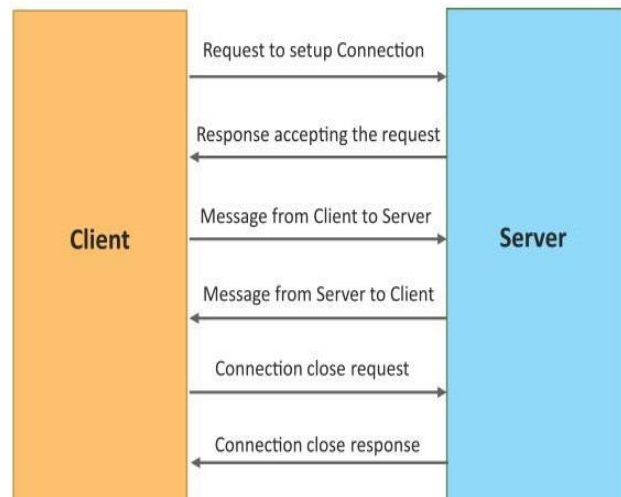 Request to setup Connection
Response accepting the request
Message from Client to Server
Client
Server
Message from Server to Client
Connection close request
Connection close response